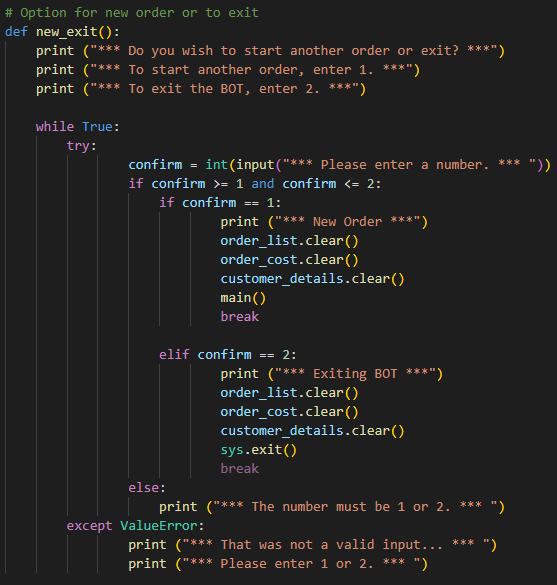 # Option for new order or to exit
def new_exit():
    print ("*** Do you wish to start another order or exit? ***")
    print ("*** To start another order, enter 1. ***")
    print ("*** To exit the BOT, enter 2. ***")

    while True:
        try:
                confirm = int(input("*** Please enter a number. *** "))
                if confirm >= 1 and confirm <= 2:
                    if confirm == 1:
                            print ("*** New Order ***")
                            order_list.clear()
                            order_cost.clear()
                            customer_details.clear()
                            main()
                            break

                    elif confirm == 2:
                            print ("*** Exiting BOT ***")
                            order_list.clear()
                            order_cost.clear()
                            customer_details.clear()
                            sys.exit()
                            break
                else:
                    print ("*** The number must be 1 or 2. *** ")
        except ValueError:
                print ("*** That was not a valid input... *** ")
                print ("*** Please enter 1 or 2. *** ")